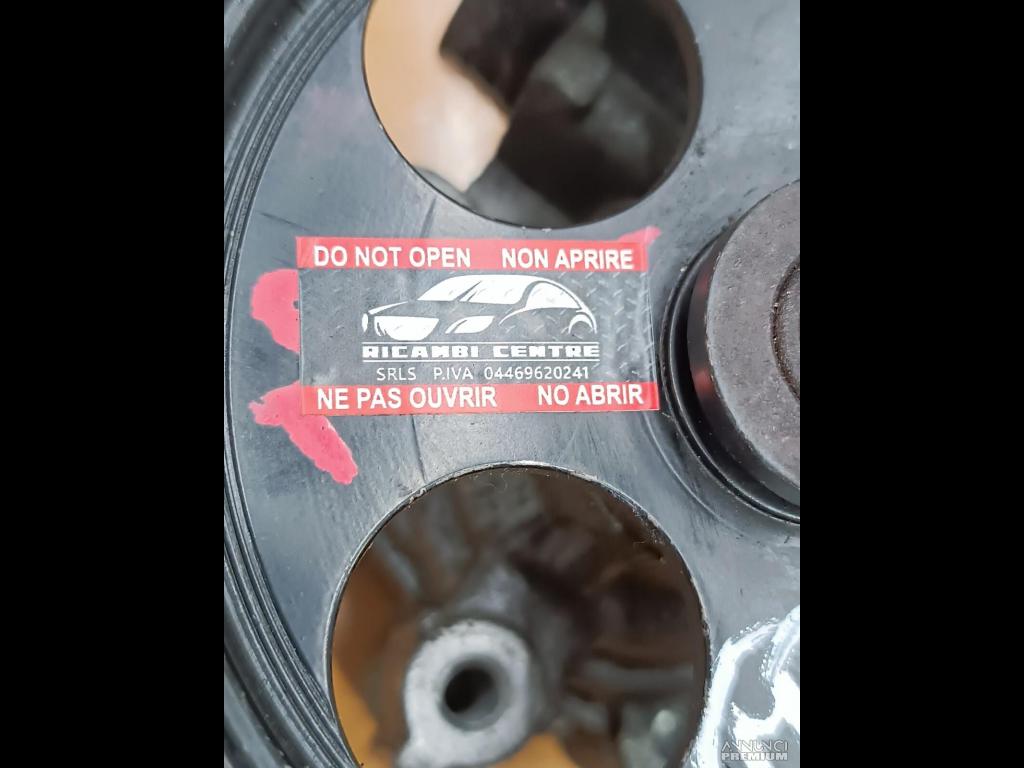 DO NOT OPEN NON APRIRE
RICAMBI CENTRE
SRLS P.IVA 04469620241
NE PAS OUVRIR NO ABRIR
ANNUNCI
PREMIUM